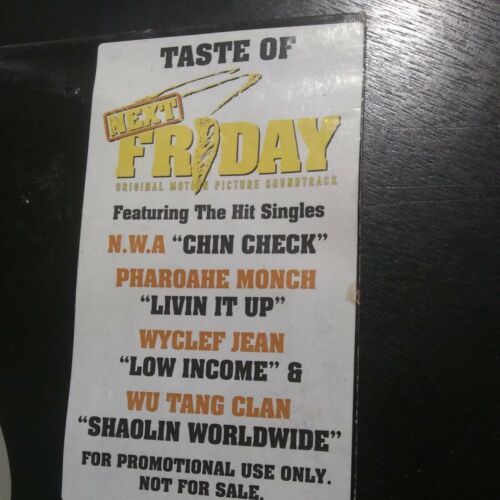 TASTE OF
NEXT
FRIDAY
ORIGINAL MOTION PICTURE SOUNDTRACK
Featuring The Hit Singles
N.W.A “CHIN CHECK”
PHAROAHE MONCH
“LIVIN IT UP”
WYCLEF JEAN
“LOW INCOME” &
WU TANG CLAN
“SHAOLIN WORLDWIDE”
FOR PROMOTIONAL USE ONLY.
NOT FOR SALE.